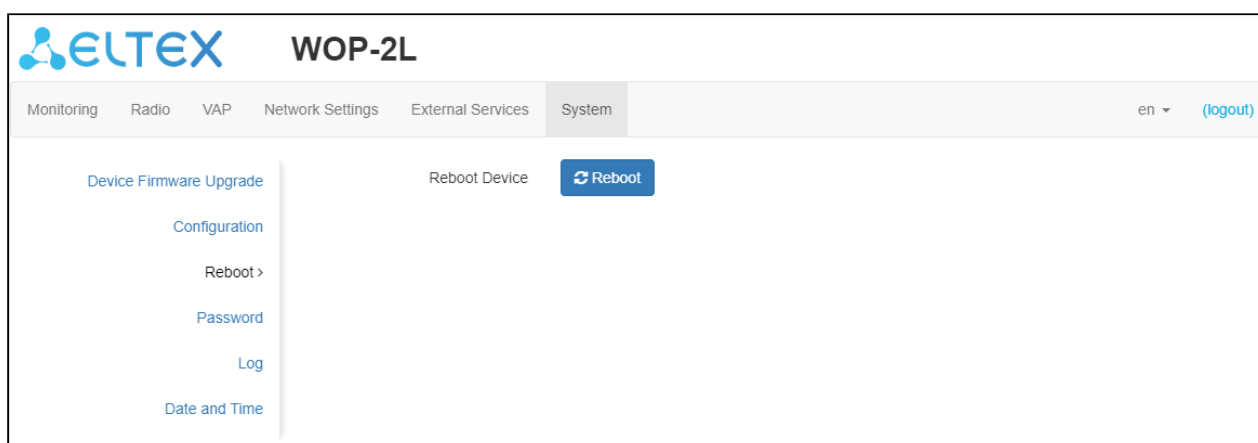 ELTEX WOP-2L
Monitoring Radio VAP Network Settings External Services System en (logout)
Device Firmware Upgrade
Reboot Device Reboot
Configuration
Reboot >
Password
Log
Date and Time